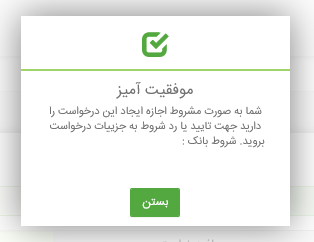 موفقیت آمیز
شما به صورت مشروط اجازه ایجاد این درخواست را
دارید جهت تایید یا رد شروط به جزییات درخواست
بروید. شروط بانک :
بستن